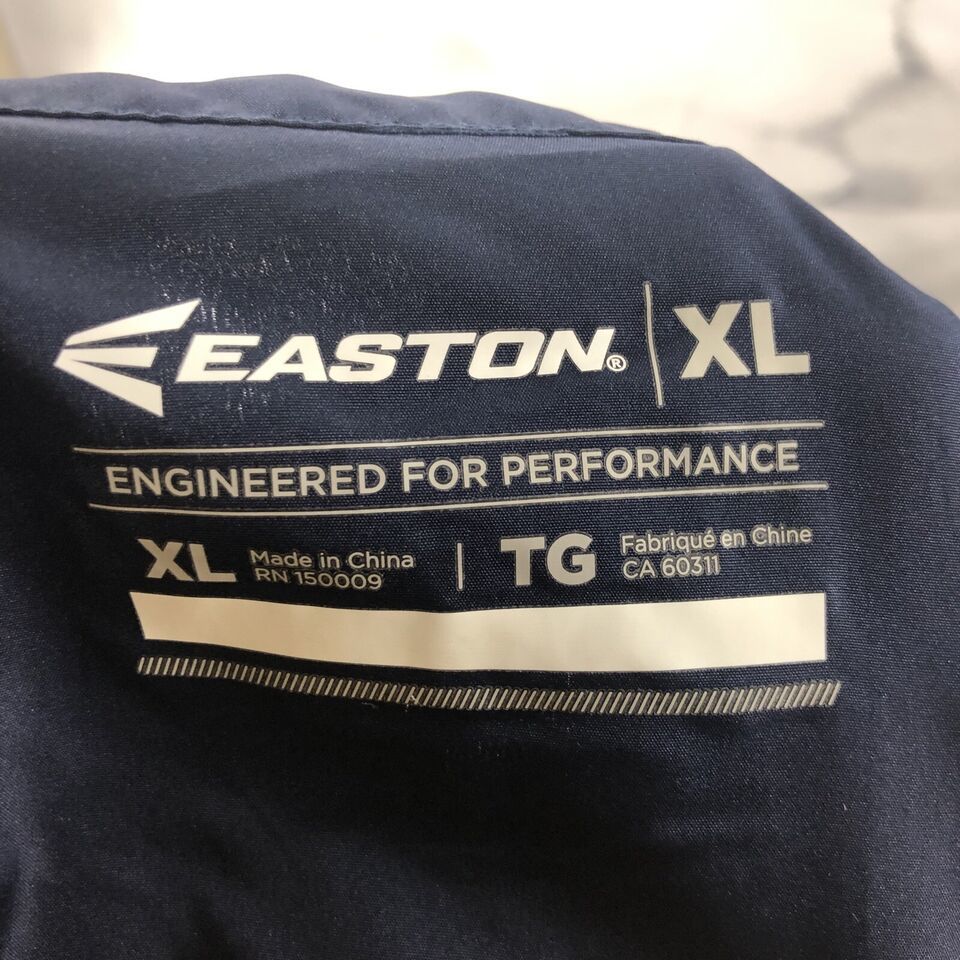 EASTON® | XL
ENGINEERED FOR PERFORMANCE
XL Made in China | TG Fabriqué en Chine
RN 150009 CA 60311